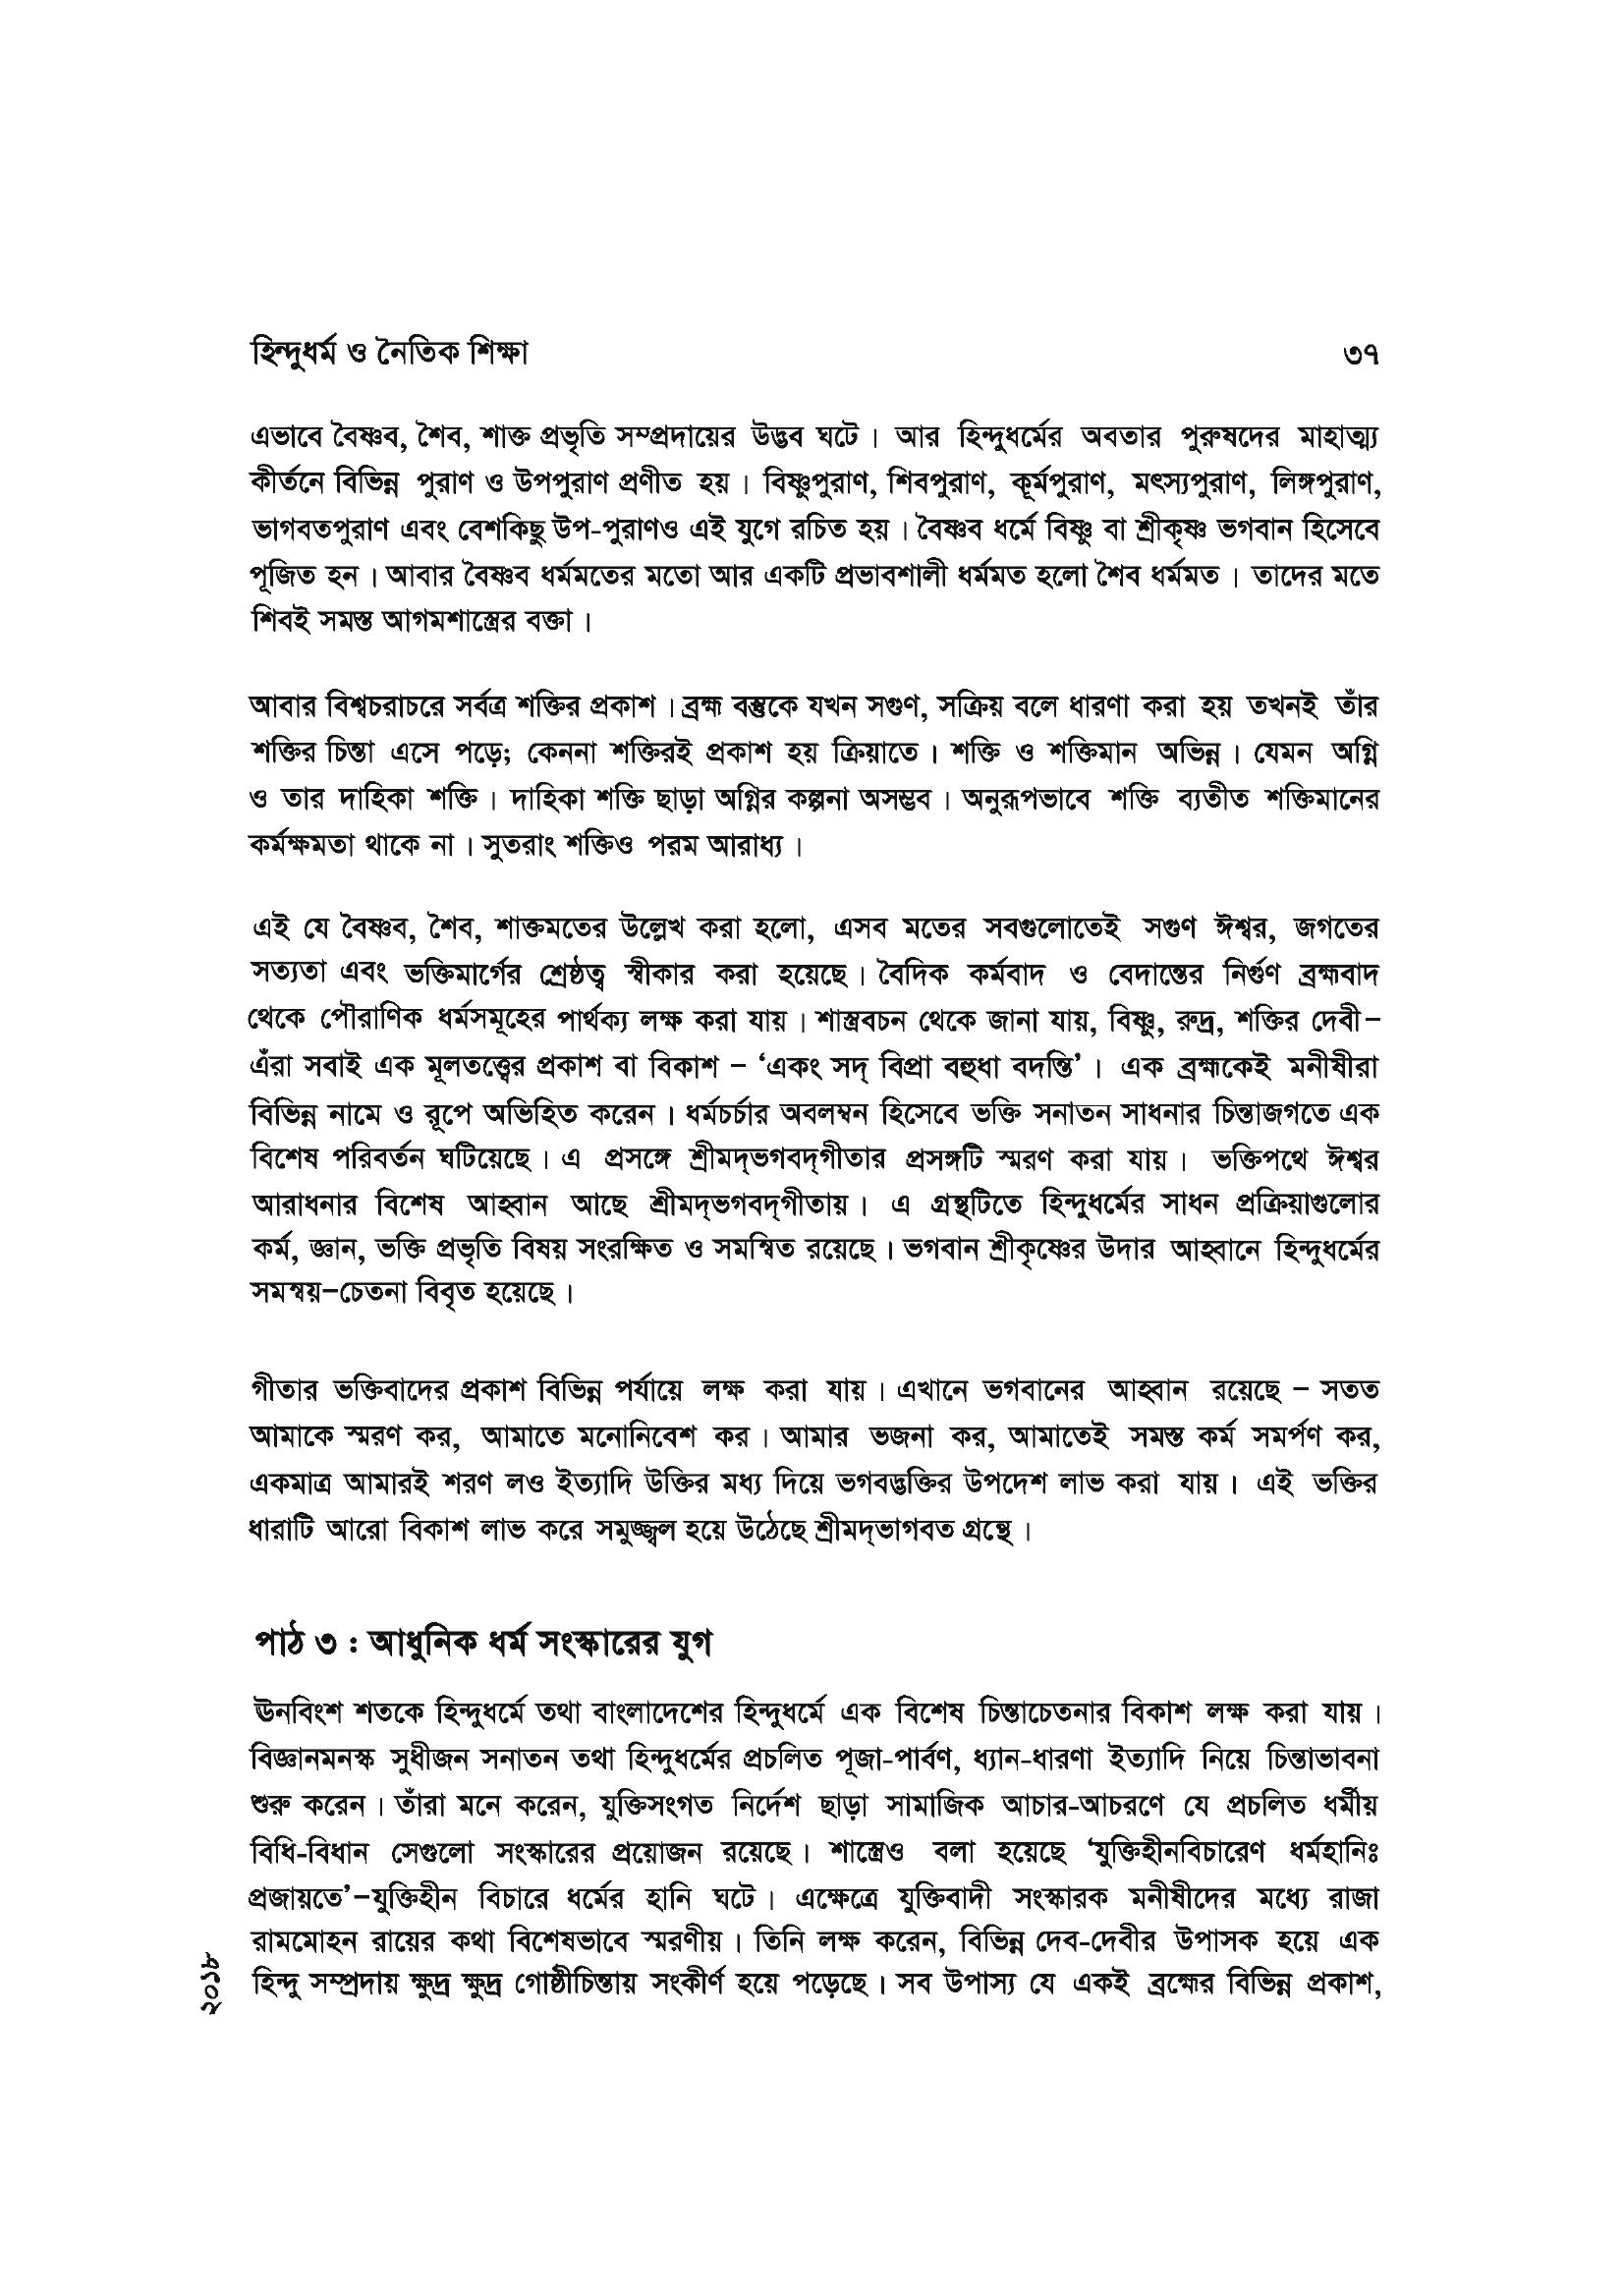 হিন্দুধর্ম ও নৈতিক শিক্ষা ৩৭
এভাবে বৈষ্ণব, শৈব, শাক্ত প্রভৃতি সম্প্রদায়ের উদ্ভব ঘটে। আর হিন্দুধর্মের অবতার পুরুষদের মাহাত্ম্য
কীর্তনে বিভিন্ন পুরাণ ও উপপুরাণ প্রণীত হয়। বিষ্ণুপুরাণ, শিবপুরাণ, কূর্মপুরাণ, মৎস্যপুরাণ, লিঙ্গপুরাণ,
ভাগবতপুরাণ এবং বেশকিছু উপ-পুরাণও এই যুগে রচিত হয়। বৈষ্ণব ধর্মে বিষ্ণু বা শ্রীকৃষ্ণ ভগবান হিসেবে
পূজিত হন। আবার বৈষ্ণব ধর্মমতের মতো আর একটি প্রভাবশালী ধর্মমত হলো শৈব ধর্মমত। তাদের মতে
শিবই সমস্ত আগমশাস্ত্রের বক্তা।
আবার বিশ্বচরাচরে সর্বত্র শক্তির প্রকাশ। ব্রহ্ম বস্তুকে যখন সগুণ, সক্রিয় বলে ধারণা করা হয় তখনই তাঁর
শক্তির চিন্তা এসে পড়ে; কেননা শক্তিরই প্রকাশ হয় ক্রিয়াতে। শক্তি ও শক্তিমান অভিন্ন। যেমন অগ্নি
ও তার দাহিকা শক্তি। দাহিকা শক্তি ছাড়া অগ্নির কল্পনা অসম্ভব। অনুরূপভাবে শক্তি ব্যতীত শক্তিমানের
কর্মক্ষমতা থাকে না। সুতরাং শক্তিও পরম আরাধ্য।
এই যে বৈষ্ণব, শৈব, শাক্তমতের উল্লেখ করা হলো, এসব মতের সবগুলোতেই সগুণ ঈশ্বর, জগতের
সত্যতা এবং ভক্তিমার্গের শ্রেষ্ঠত্ব স্বীকার করা হয়েছে। বৈদিক কর্মবাদ ও বেদান্তের নির্গুণ ব্রহ্মবাদ
থেকে পৌরাণিক ধর্মসমূহের পার্থক্য লক্ষ করা যায়। শাস্ত্রবচন থেকে জানা যায়, বিষ্ণু, রুদ্র, শক্তির দেবী–
এঁরা সবাই এক মূলতত্ত্বের প্রকাশ বা বিকাশ – ‘একং সদ্ বিপ্রা বহুধা বদন্তি’। এক ব্রহ্মকেই মনীষীরা
বিভিন্ন নামে ও রূপে অভিহিত করেন। ধর্মচর্চার অবলম্বন হিসেবে ভক্তি সনাতন সাধনার চিন্তাজগতে এক
বিশেষ পরিবর্তন ঘটিয়েছে। এ প্রসঙ্গে শ্রীমদ্‌ভগবদ্‌গীতার প্রসঙ্গটি স্মরণ করা যায়। ভক্তিপথে ঈশ্বর
আরাধনার বিশেষ আহ্বান আছে শ্রীমদ্‌ভগবদ্‌গীতায়। এ গ্রন্থটিতে হিন্দুধর্মের সাধন প্রক্রিয়াগুলোর
কর্ম, জ্ঞান, ভক্তি প্রভৃতি বিষয় সংরক্ষিত ও সমন্বিত রয়েছে। ভগবান শ্রীকৃষ্ণের উদার আহ্বানে হিন্দুধর্মের
সমন্বয়–চেতনা বিবৃত হয়েছে।
গীতার ভক্তিবাদের প্রকাশ বিভিন্ন পর্যায়ে লক্ষ করা যায়। এখানে ভগবানের আহ্বান রয়েছে – সতত
আমাকে স্মরণ কর, আমাতে মনোনিবেশ কর। আমার ভজনা কর, আমাতেই সমস্ত কর্ম সমর্পণ কর,
একমাত্র আমারই শরণ লও ইত্যাদি উক্তির মধ্য দিয়ে ভগবদ্ভক্তির উপদেশ লাভ করা যায়। এই ভক্তির
ধারাটি আরো বিকাশ লাভ করে সমুজ্জ্বল হয়ে উঠেছে শ্রীমদ্‌ভাগবত গ্রন্থে।
পাঠ ৩ : আধুনিক ধর্ম সংস্কারের যুগ
ঊনবিংশ শতকে হিন্দুধর্মে তথা বাংলাদেশের হিন্দুধর্মে এক বিশেষ চিন্তাচেতনার বিকাশ লক্ষ করা যায়।
বিজ্ঞানমনস্ক সুধীজন সনাতন তথা হিন্দুধর্মের প্রচলিত পূজা-পার্বণ, ধ্যান-ধারণা ইত্যাদি নিয়ে চিন্তাভাবনা
শুরু করেন। তাঁরা মনে করেন, যুক্তিসংগত নির্দেশ ছাড়া সামাজিক আচার-আচরণে যে প্রচলিত ধর্মীয়
বিধি-বিধান সেগুলো সংস্কারের প্রয়োজন রয়েছে। শাস্ত্রেও বলা হয়েছে ‘যুক্তিহীনবিচারেণ ধর্মহানিঃ
প্রজায়তে’–যুক্তিহীন বিচারে ধর্মের হানি ঘটে। এক্ষেত্রে যুক্তিবাদী সংস্কারক মনীষীদের মধ্যে রাজা
রামমোহন রায়ের কথা বিশেষভাবে স্মরণীয়। তিনি লক্ষ করেন, বিভিন্ন দেব-দেবীর উপাসক হয়ে এক
হিন্দু সম্প্রদায় ক্ষুদ্র ক্ষুদ্র গোষ্ঠীচিন্তায় সংকীর্ণ হয়ে পড়েছে। সব উপাস্য যে একই ব্রহ্মের বিভিন্ন প্রকাশ,
২০১৮